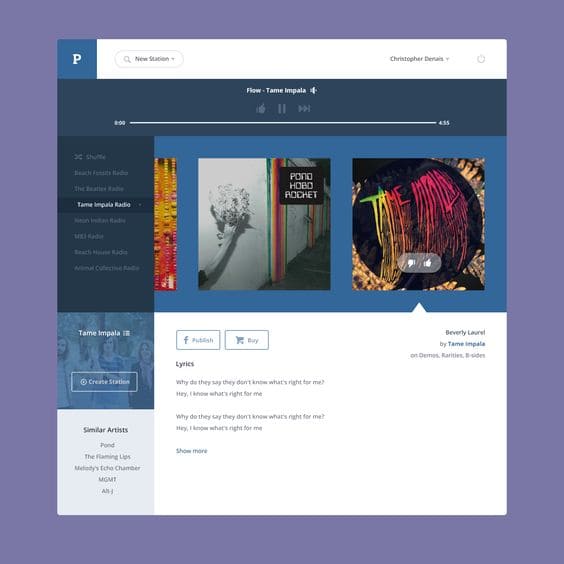 P
New Station
Christopher Denais
Flow - Tame Impala
0:00
4:55
Shuffle
Beach Fossils Radio
The Beatles Radio
Tame Impala Radio
Neon Indian Radio
M83 Radio
Beach House Radio
Animal Collective Radio
POND
HOBO
ROCKET
TAME IMPALA
Tame Impala
Create Station
Similar Artists
Pond
The Flaming Lips
Melody's Echo Chamber
MGMT
Alt-J
f Publish
Buy
Beverly Laurel
by Tame Impala
on Demos, Rarities, B-sides
Lyrics
Why do they say they don't know what's right for me?
Hey, I know what's right for me
Why do they say they don't know what's right for me?
Hey, I know what's right for me
Show more